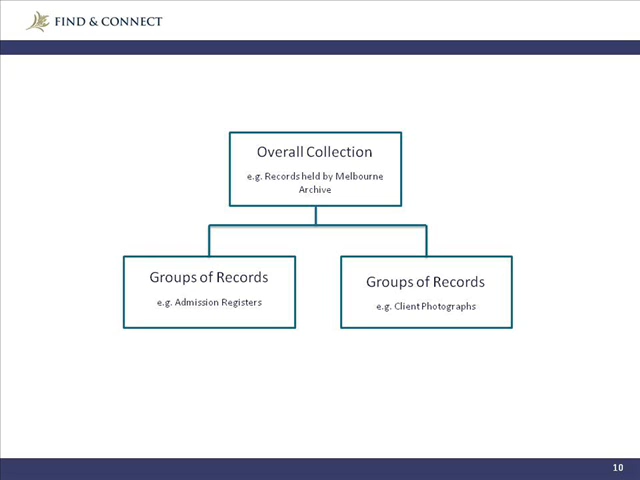 FIND & CONNECT
Overall Collection
e.g. Records held by Melbourne
Archive
Groups of Records
e.g. Admission Registers
Groups of Records
e.g. Client Photographs
10